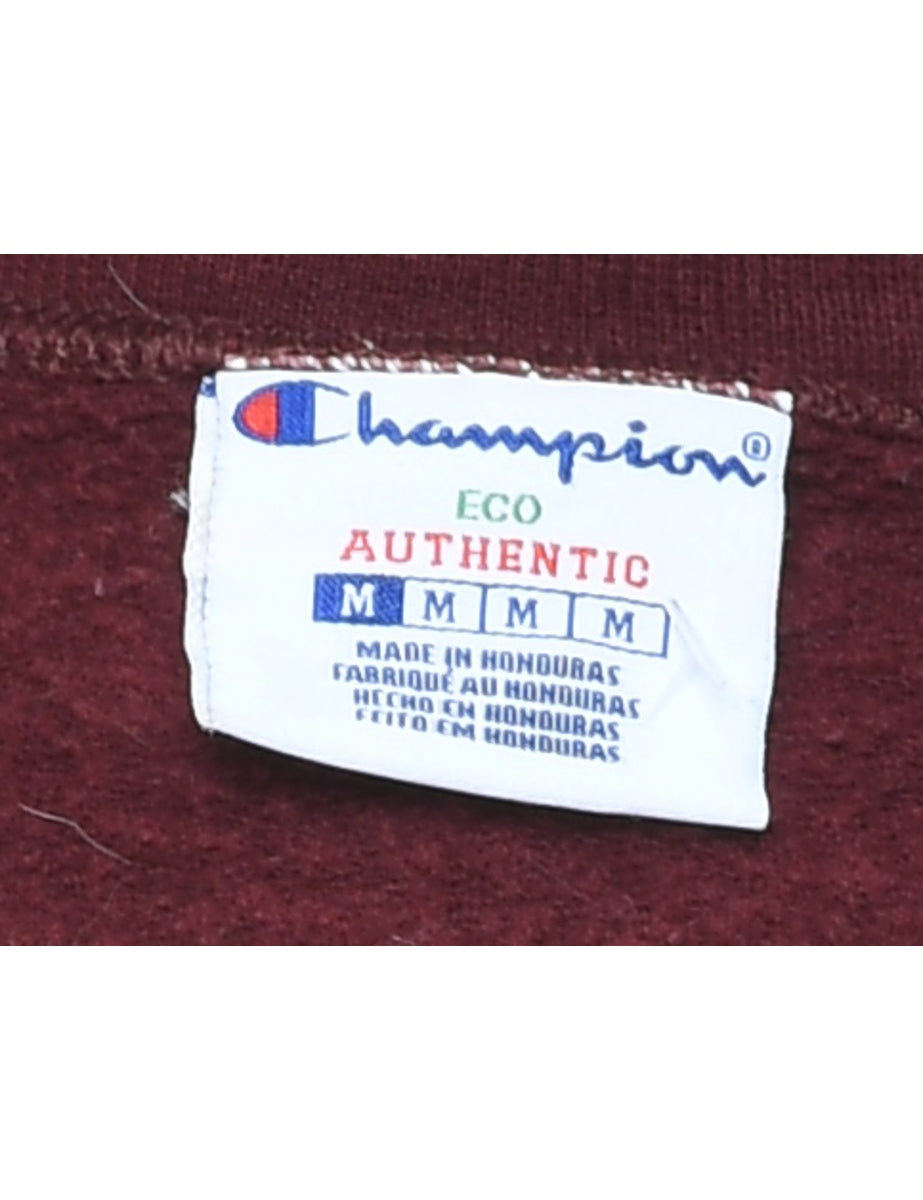 Champion®
ECO
AUTHENTIC
M M M M
MADE IN HONDURAS
FABRIQUÉ AU HONDURAS
HECHO EN HONDURAS
FEITO EM HONDURAS